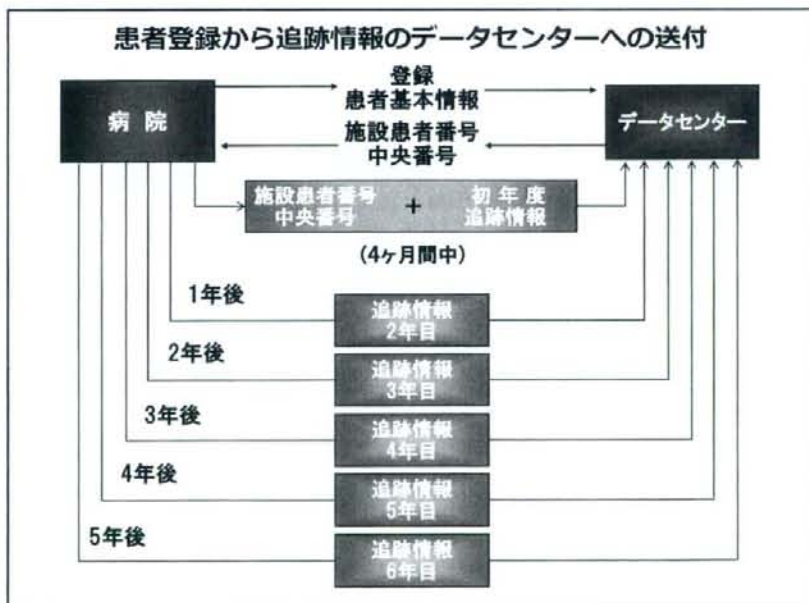 患者登録から追跡情報のデータセンターへの送付
登録
患者基本情報
病 院
データセンター
施設患者番号
中央番号
施設患者番号 + 初 年 度
中央番号 追跡情報
(4ヶ月間中)
1年後
追跡情報
2年目
2年後
追跡情報
3年目
3年後
追跡情報
4年目
4年後
追跡情報
5年目
5年後
追跡情報
6年目